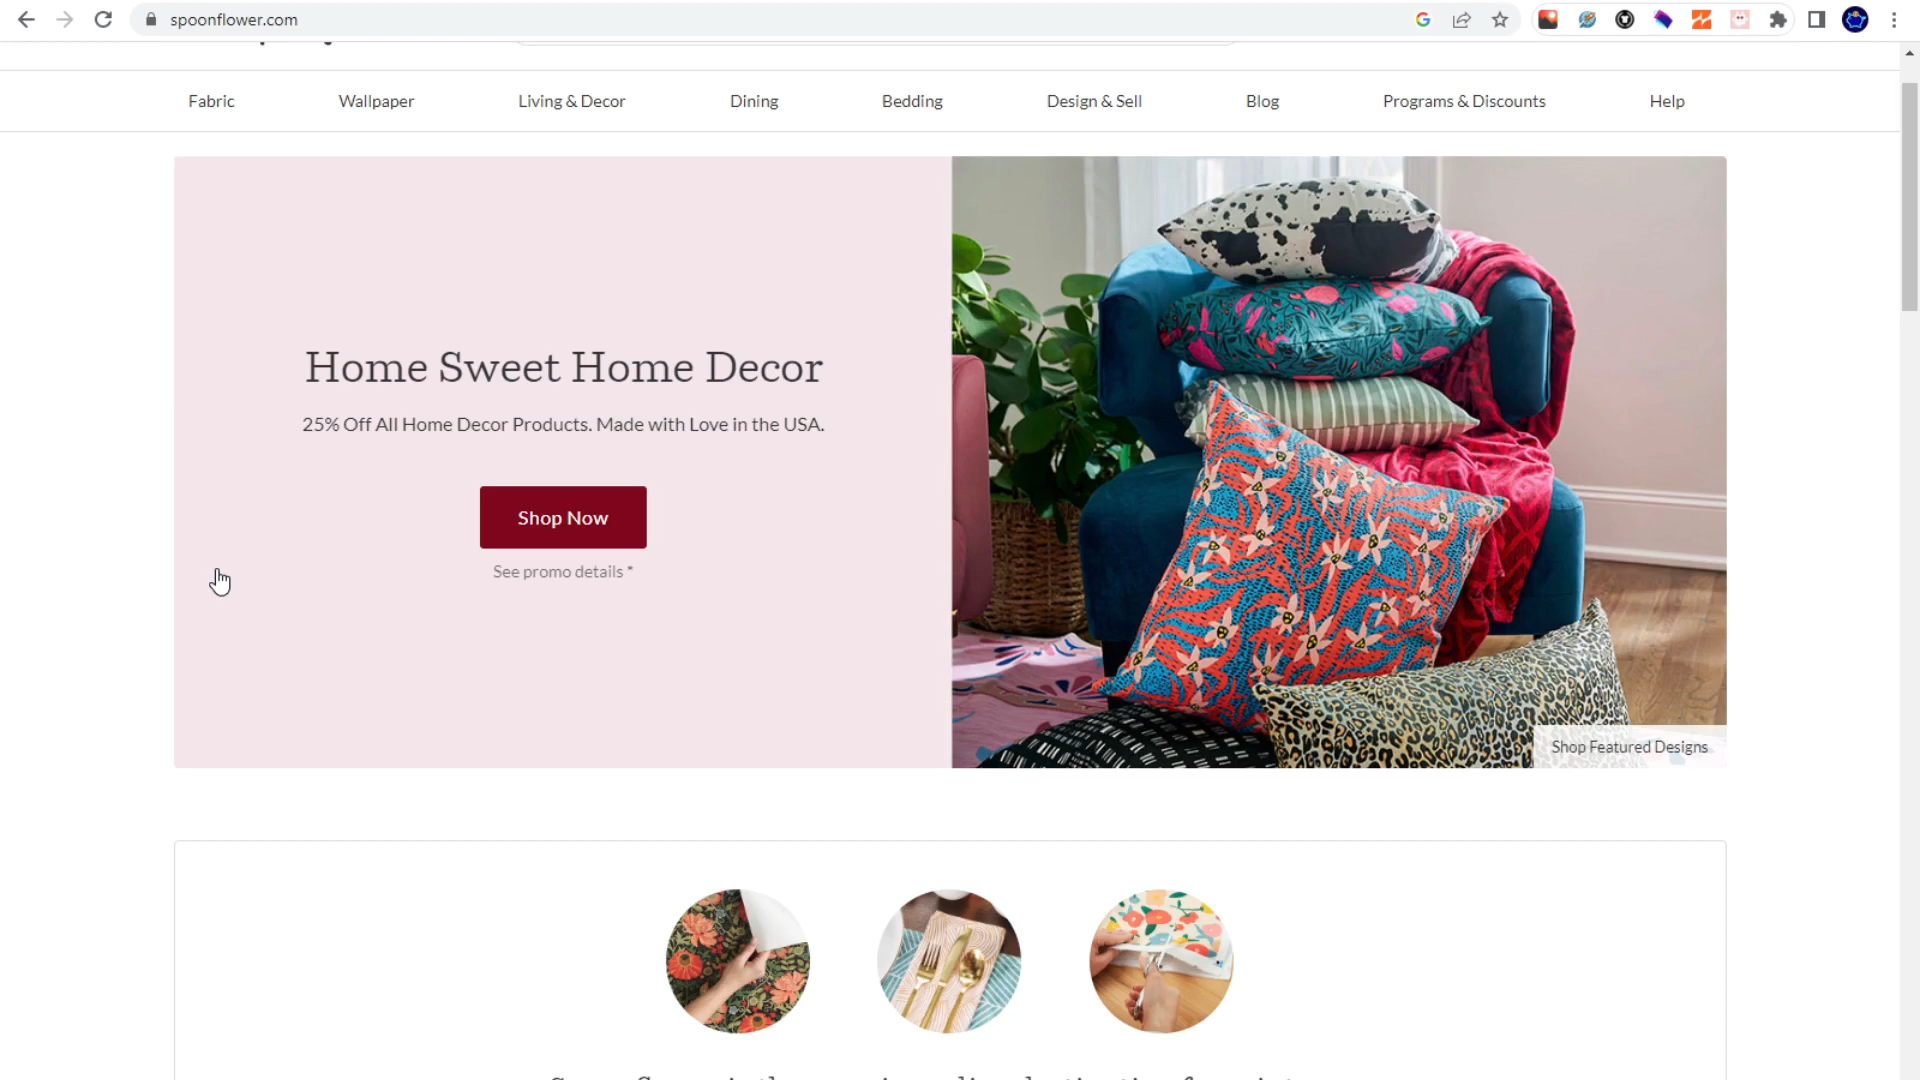 spoonflower.com
Fabric Wallpaper Living & Decor Dining Bedding Design & Sell Blog Programs & Discounts Help
Home Sweet Home Decor
25% Off All Home Decor Products. Made with Love in the USA.
Shop Now
See promo details *
Shop Featured Designs